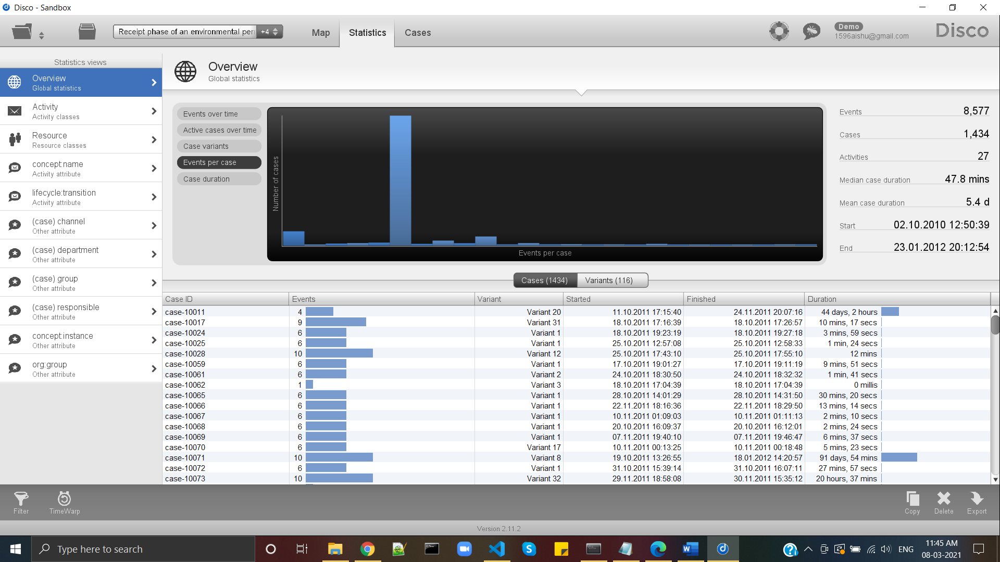 Disco - Sandbox
Receipt phase of an environmental per
+4
Map
Statistics
Cases
Demo
1596aishu@gmail.com
Disco
Statistics views
Overview
Global statistics
Activity
Activity classes
Resource
Resource classes
concept:name
Activity attribute
lifecycle:transition
Activity attribute
(case) channel
Other attribute
(case) department
Other attribute
(case) group
Other attribute
(case) responsible
Other attribute
concept:instance
Other attribute
org:group
Other attribute
Overview
Global statistics
Events over time
Active cases over time
Case variants
Events per case
Case duration
Number of cases
Events per case
Events 8,577
Cases 1,434
Activities 27
Median case duration 47.8 mins
Mean case duration 5.4 d
Start 02.10.2010 12:50:39
End 23.01.2012 20:12:54
Cases (1434) Variants (116)
Case ID Events Variant Started Finished Duration
case-10011 4 Variant 20 11.10.2011 17:15:40 24.11.2011 20:07:16 44 days, 2 hours
case-10017 9 Variant 31 18.10.2011 17:16:39 18.10.2011 17:26:57 10 mins, 17 secs
case-10024 6 Variant 1 18.10.2011 19:23:19 18.10.2011 19:27:18 3 mins, 59 secs
case-10025 6 Variant 1 25.10.2011 12:57:08 25.10.2011 12:58:33 1 min, 24 secs
case-10028 10 Variant 12 25.10.2011 17:43:10 25.10.2011 17:55:10 12 mins
case-10059 6 Variant 1 17.10.2011 19:01:27 17.10.2011 19:11:19 9 mins, 51 secs
case-10061 6 Variant 2 24.10.2011 18:30:50 24.10.2011 18:32:32 1 min, 41 secs
case-10062 1 Variant 3 18.10.2011 17:04:39 18.10.2011 17:04:39 0 millis
case-10065 6 Variant 1 28.10.2011 14:01:29 28.10.2011 14:31:50 30 mins, 20 secs
case-10066 6 Variant 1 22.11.2011 18:16:36 22.11.2011 18:29:50 13 mins, 14 secs
case-10067 6 Variant 1 10.11.2011 01:09:03 10.11.2011 01:11:13 2 mins, 10 secs
case-10068 6 Variant 1 20.10.2011 16:09:37 20.10.2011 16:12:01 2 mins, 24 secs
case-10069 6 Variant 1 07.11.2011 19:40:10 07.11.2011 19:46:47 6 mins, 37 secs
case-10070 6 Variant 17 10.11.2011 00:13:25 10.11.2011 00:18:48 5 mins, 23 secs
case-10071 10 Variant 8 19.10.2011 13:26:55 18.01.2012 14:20:57 91 days, 54 mins
case-10072 6 Variant 1 31.10.2011 15:39:14 31.10.2011 16:07:11 27 mins, 57 secs
case-10073 10 Variant 32 29.11.2011 18:58:08 30.11.2011 15:35:12 20 hours, 37 mins
Filter
TimeWarp
Copy
Delete
Export
Version 2.11.2
Type here to search
ENG
11:45 AM
08-03-2021